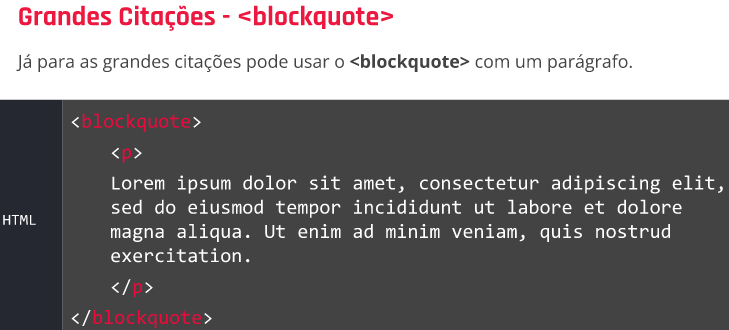 Grandes Citações - <blockquote>
Já para as grandes citações pode usar o <blockquote> com um parágrafo.
<blockquote>
<p>
Lorem ipsum dolor sit amet, consectetur adipiscing elit,
sed do eiusmod tempor incididunt ut labore et dolore
magna aliqua. Ut enim ad minim veniam, quis nostrud
HTML
exercitation.
</p>
</blockquote>